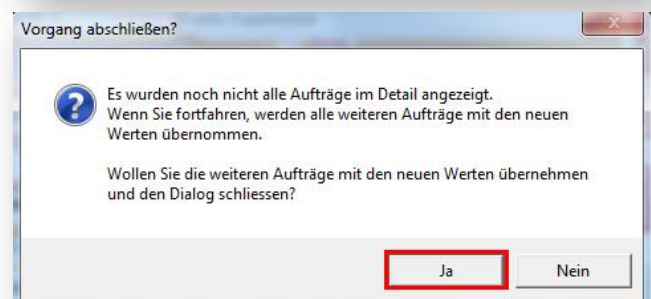 Vorgang abschließen?
Es wurden noch nicht alle Aufträge im Detail angezeigt.
Wenn Sie fortfahren, werden alle weiteren Aufträge mit den neuen
Werten übernommen.
Wollen Sie die weiteren Aufträge mit den neuen Werten übernehmen
und den Dialog schliessen?
Ja
Nein